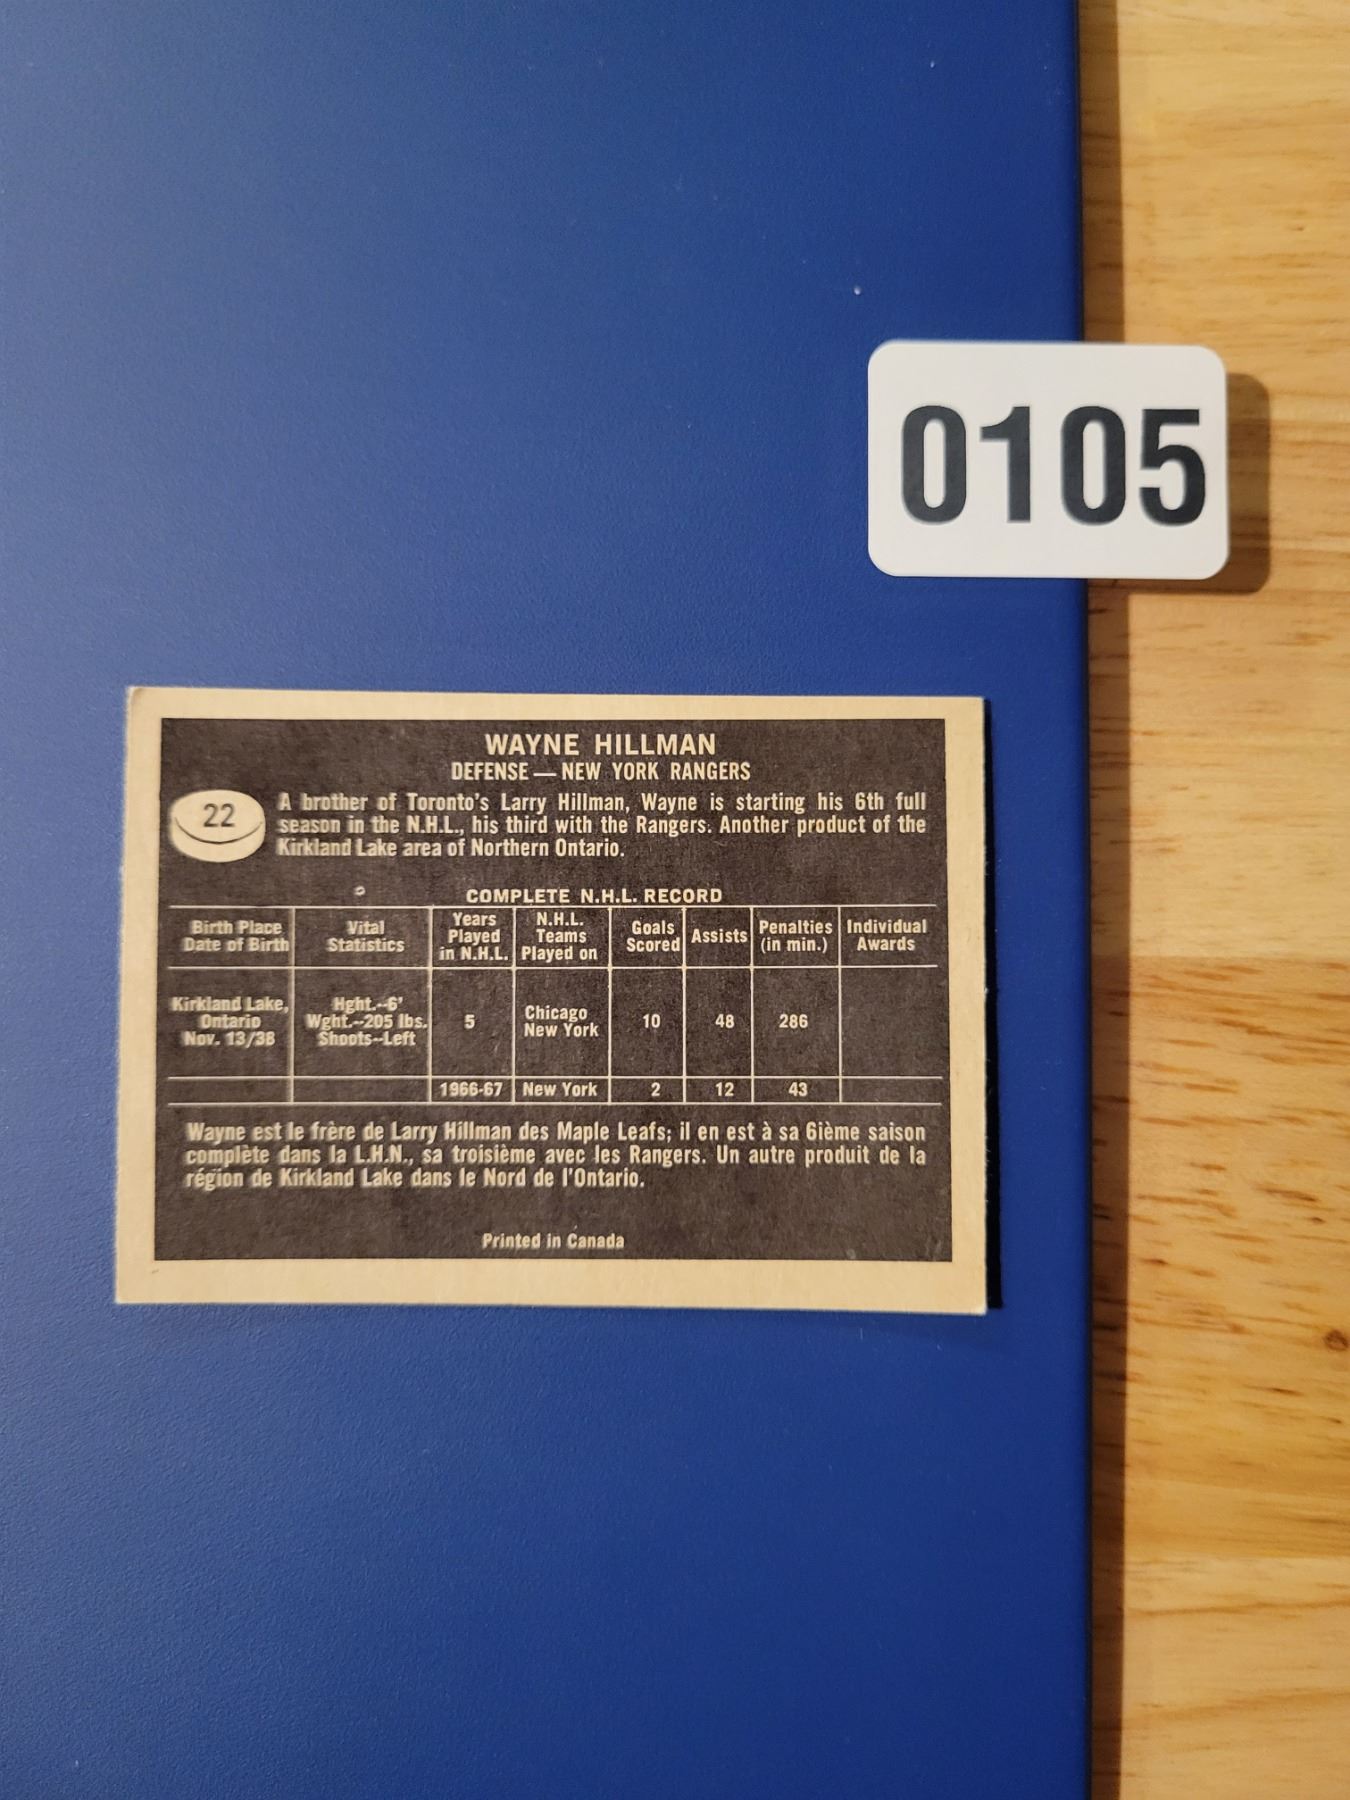 0105
WAYNE HILLMAN
DEFENSE — NEW YORK RANGERS
22
A brother of Toronto's Larry Hillman, Wayne is starting his 6th full
season in the N.H.L., his third with the Rangers. Another product of the
Kirkland Lake area of Northern Ontario.
COMPLETE N.H.L. RECORD
Birth Place
Date of Birth
Vital
Statistics
Years
Played
in N.H.L.
N.H.L.
Teams
Played on
Goals
Scored
Assists
Penalties
(in min.)
Individual
Awards
Kirkland Lake,
Ontario
Nov. 13/38
Hght.--6'
Wght.--205 lbs.
Shoots--Left
5
Chicago
New York
10
48
286
1966-67
New York
2
12
43
Wayne est le frère de Larry Hillman des Maple Leafs; il en est à sa 6ième saison
complète dans la L.H.N., sa troisième avec les Rangers. Un autre produit de la
région de Kirkland Lake dans le Nord de l'Ontario.
Printed in Canada